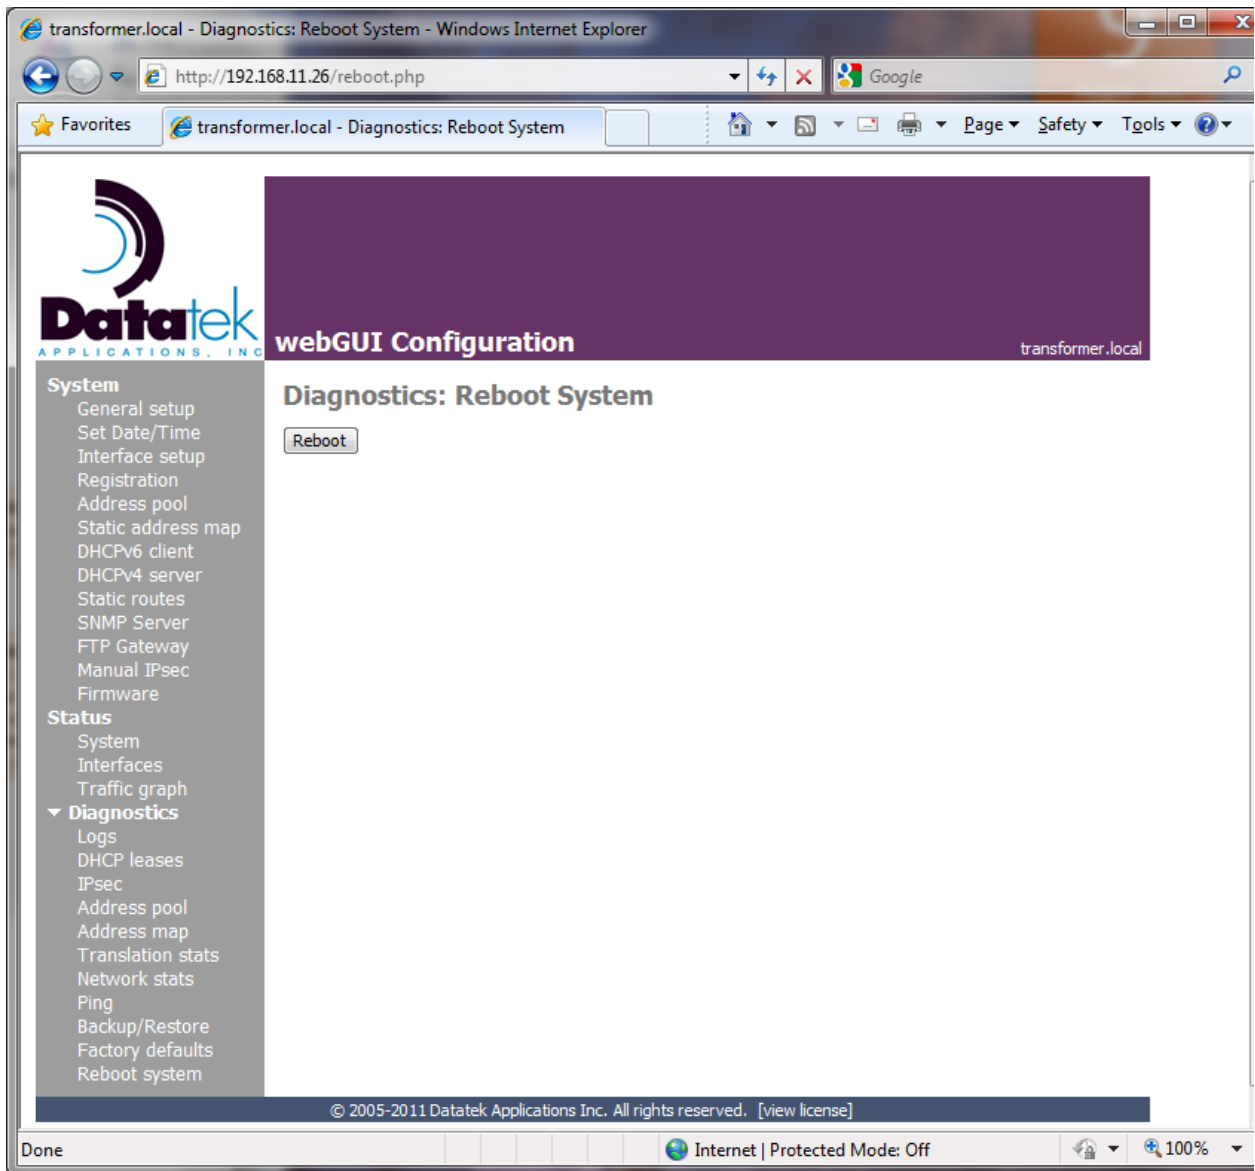 transformer.local - Diagnostics: Reboot System - Windows Internet Explorer
http://192.168.11.26/reboot.php
Google
Favorites
transformer.local - Diagnostics: Reboot System
Page
Safety
Tools
Datatek
APPLICATIONS, INC
webGUI Configuration
transformer.local
System
General setup
Set Date/Time
Interface setup
Registration
Address pool
Static address map
DHCPv6 client
DHCPv4 server
Static routes
SNMP Server
FTP Gateway
Manual IPsec
Firmware
Status
System
Interfaces
Traffic graph
Diagnostics
Logs
DHCP leases
IPsec
Address pool
Address map
Translation stats
Network stats
Ping
Backup/Restore
Factory defaults
Reboot system
Diagnostics: Reboot System
Reboot
© 2005-2011 Datatek Applications Inc. All rights reserved. [view license]
Done
Internet | Protected Mode: Off
100%